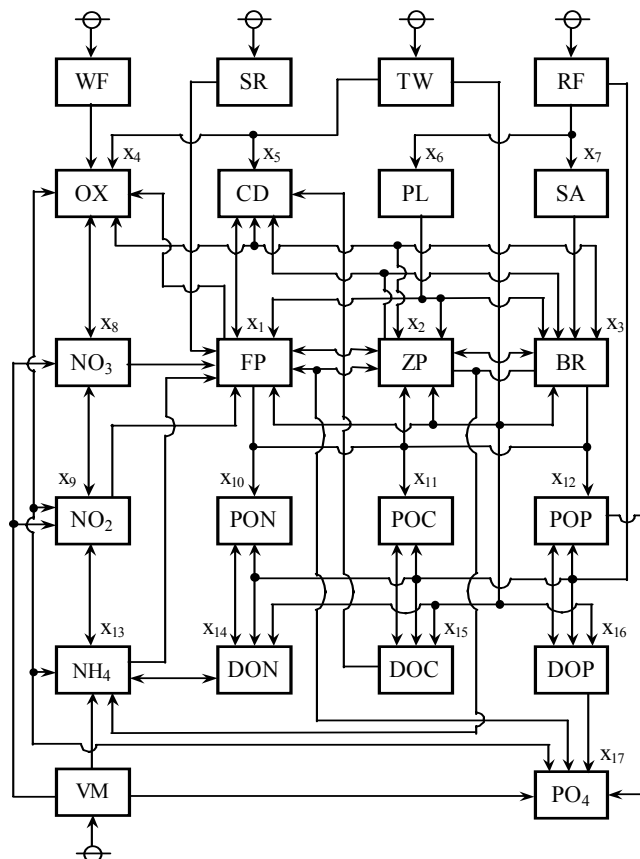 WF SR TW RF
x₄ x₅ x₆ x₇
OX CD PL SA
x₈ x₁ x₂ x₃
NO₃ FP ZP BR
x₉ x₁₀ x₁₁ x₁₂
NO₂ PON POC POP
x₁₃ x₁₄ x₁₅ x₁₆
NH₄ DON DOC DOP
x₁₇
VM PO₄